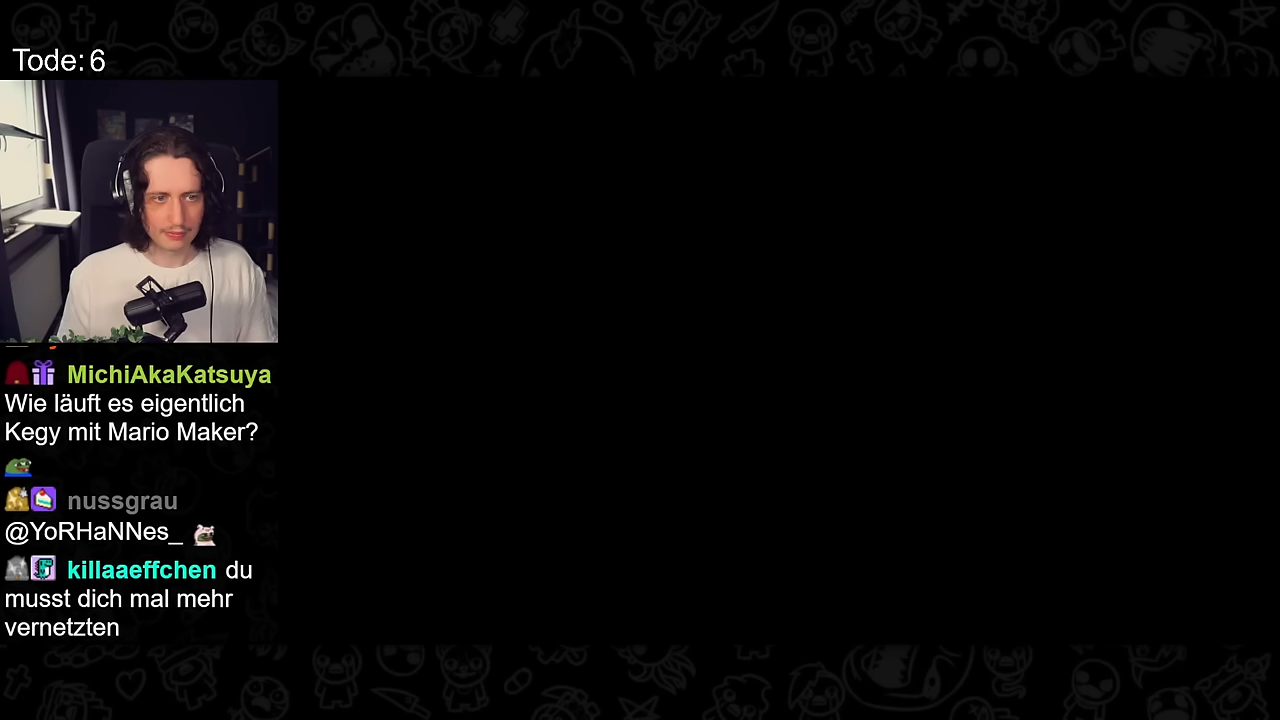 Tode: 6
MichiAkaKatsuya
Wie läuft es eigentlich
Kegy mit Mario Maker?
nussgrau
@YoRHaNNes_
killaaeffchen du
musst dich mal mehr
vernetzten